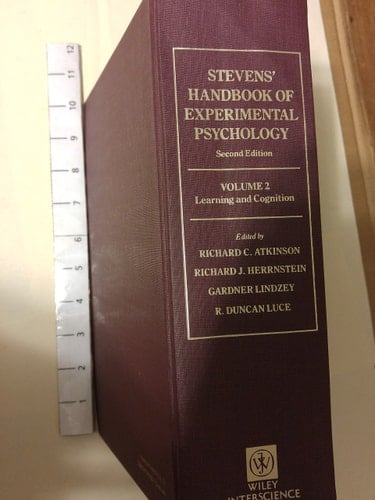 12
11
10
9
8
7
6
5
4
3
2
1
STEVENS'
HANDBOOK OF
EXPERIMENTAL
PSYCHOLOGY
Second Edition
VOLUME 2
Learning and Cognition
Edited by
RICHARD C. ATKINSON
RICHARD J. HERRNSTEIN
GARDNER LINDZEY
R. DUNCAN LUCE
WILEY
INTERSCIENCE